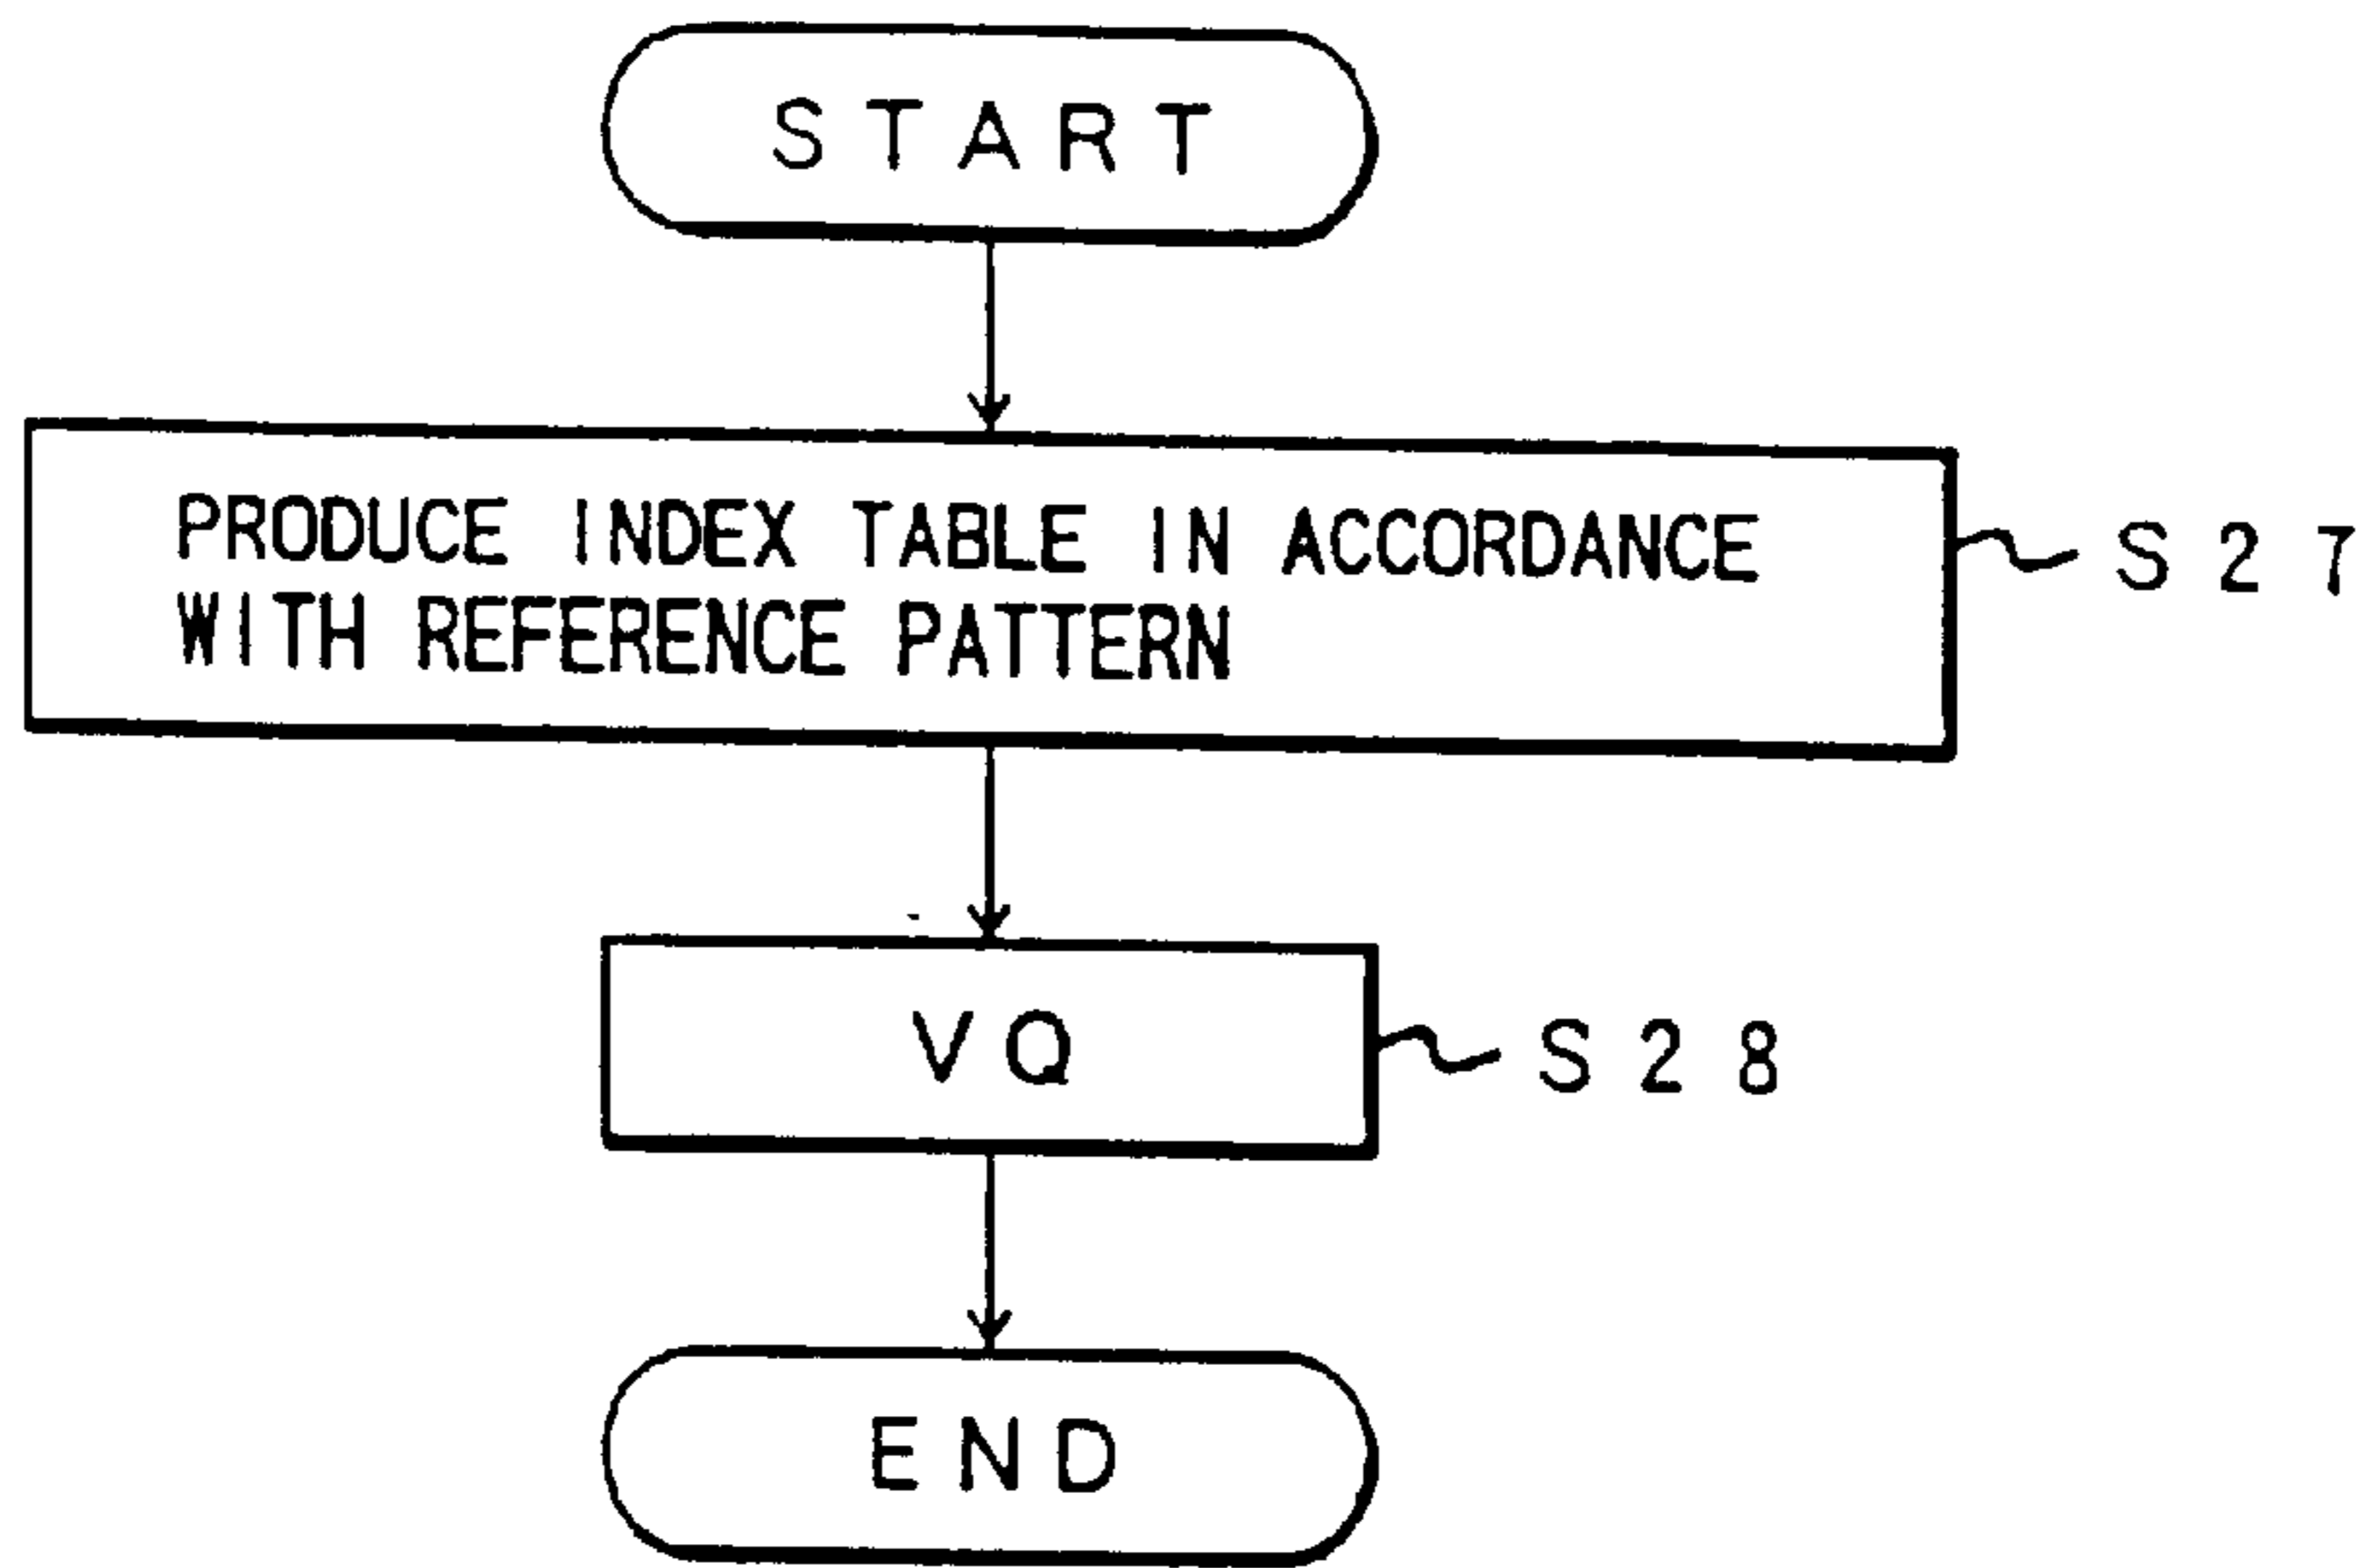 START
PRODUCE INDEX TABLE IN ACCORDANCE
WITH REFERENCE PATTERN
S27
VQ
S28
END